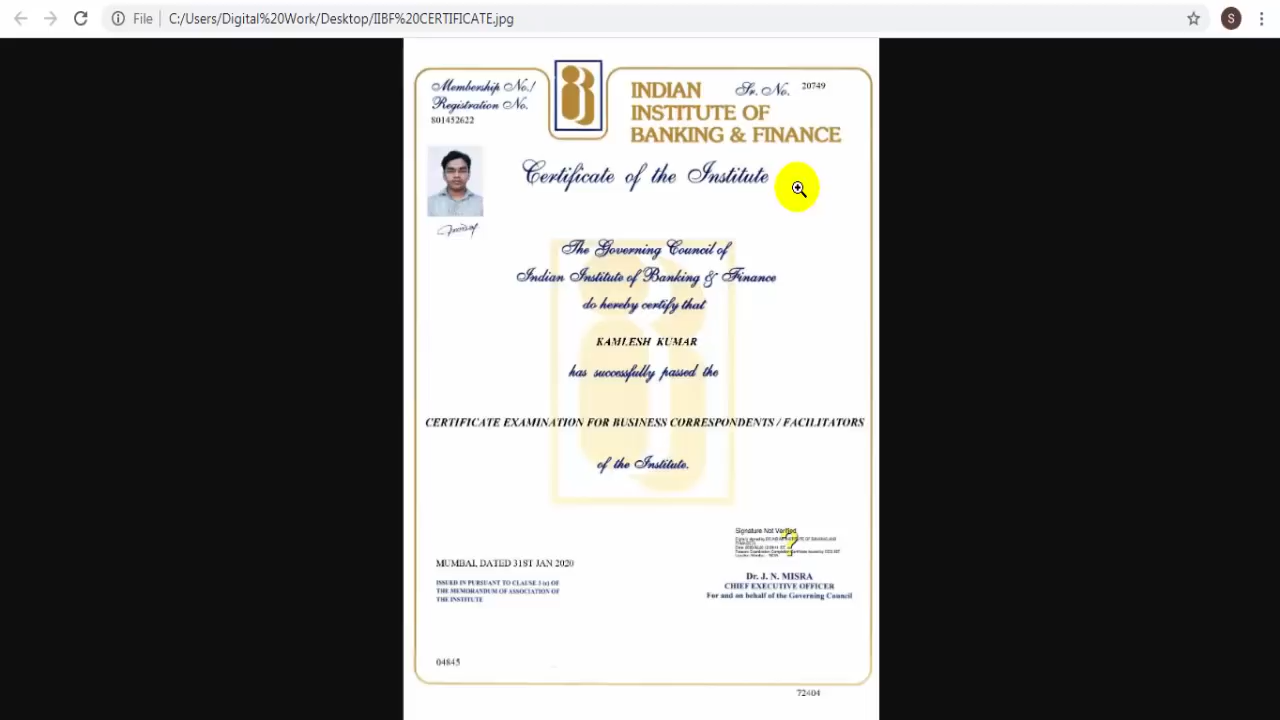 File
C:/Users/Digital%20Work/Desktop/IIBF%20CERTIFICATE.jpg
S
Membership No./
Registration No.
801452622
INDIAN
INSTITUTE OF
BANKING & FINANCE
Sr. No. 20749
Certificate of the Institute
The Governing Council of
Indian Institute of Banking & Finance
do hereby certify that
KAMLESH KUMAR
has successfully passed the
CERTIFICATE EXAMINATION FOR BUSINESS CORRESPONDENTS / FACILITATORS
of the Institute.
Signature Not Verified
?
MUMBAI, DATED 31ST JAN 2020
ISSUED IN PURSUANT TO CLAUSE
OF
THE MEMORANDUM OF ASSOCIATION OF
THE INSTITUTE
Dr. J. N. MISRA
CHIEF EXECUTIVE OFFICER
For and on behalf of the Governing Council
04845
72404